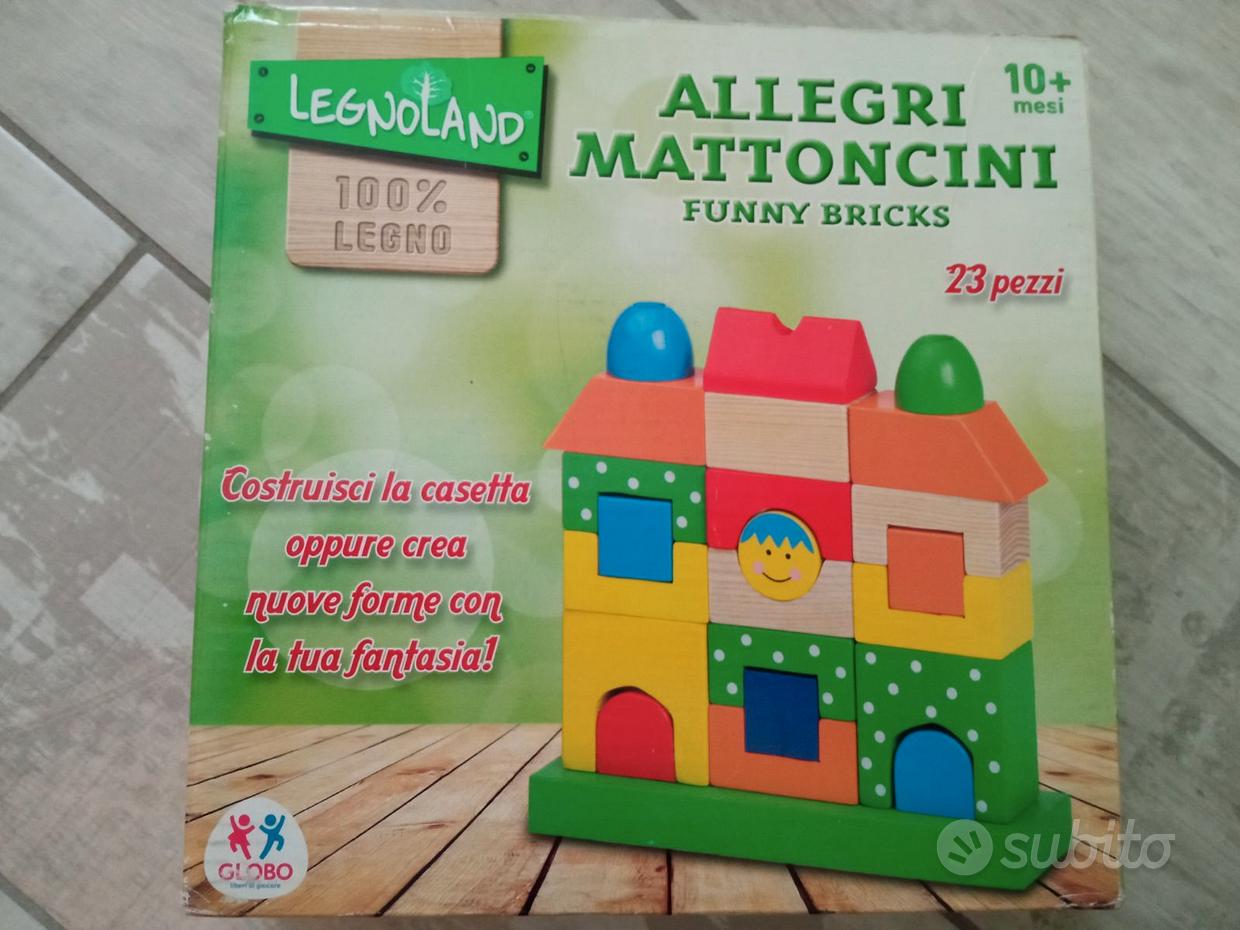 LEGNOLAND
100%
LEGNO
ALLEGRI
MATTONCINI
FUNNY BRICKS
10+
mesi
23 pezzi
Costruisci la casetta
oppure crea
nuove forme con
la tua fantasia!
GLOBO
liberi di giocare
subito